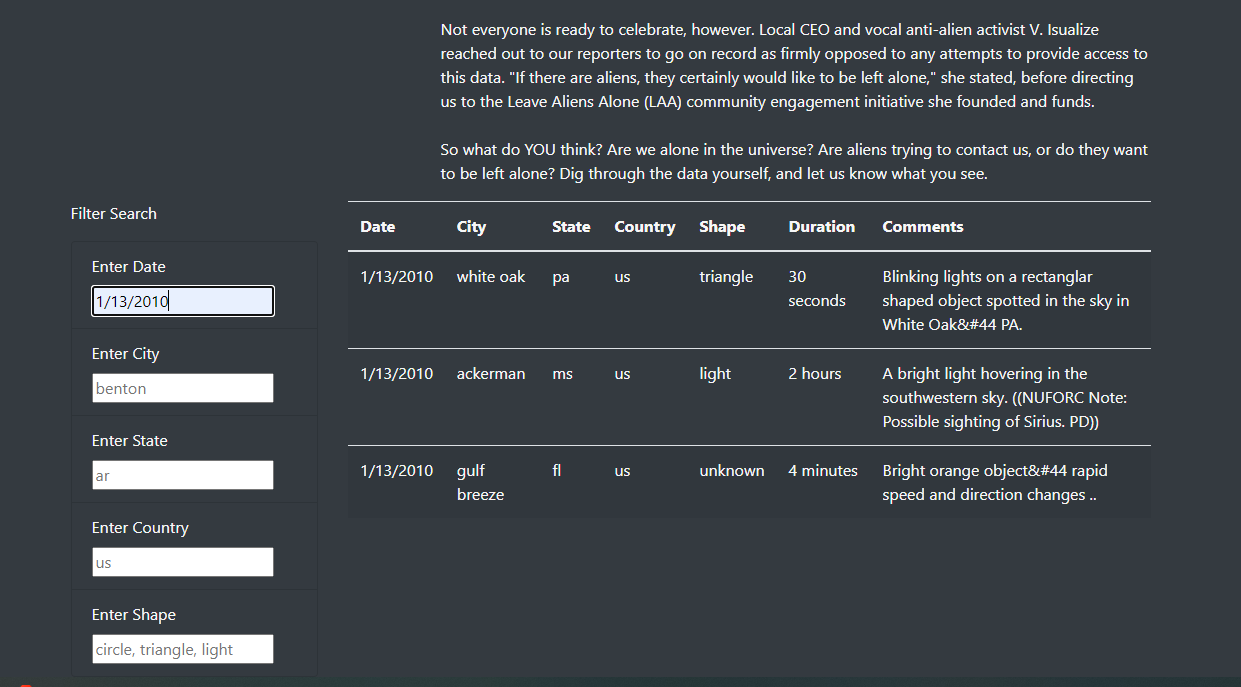 Not everyone is ready to celebrate, however. Local CEO and vocal anti-alien activist V. Isualize
reached out to our reporters to go on record as firmly opposed to any attempts to provide access to
this data. "If there are aliens, they certainly would like to be left alone," she stated, before directing
us to the Leave Aliens Alone (LAA) community engagement initiative she founded and funds.
So what do YOU think? Are we alone in the universe? Are aliens trying to contact us, or do they want
to be left alone? Dig through the data yourself, and let us know what you see.
Filter Search
Enter Date
1/13/2010
Enter City
benton
Enter State
ar
Enter Country
us
Enter Shape
circle, triangle, light
Date City State Country Shape Duration Comments
1/13/2010 white oak pa us triangle 30 Blinking lights on a rectanglar
seconds shaped object spotted in the sky in
White Oak&#44 PA.
1/13/2010 ackerman ms us light 2 hours A bright light hovering in the
southwestern sky. ((NUFORC Note:
Possible sighting of Sirius. PD))
1/13/2010 gulf fl us unknown 4 minutes Bright orange object&#44 rapid
breeze speed and direction changes ..